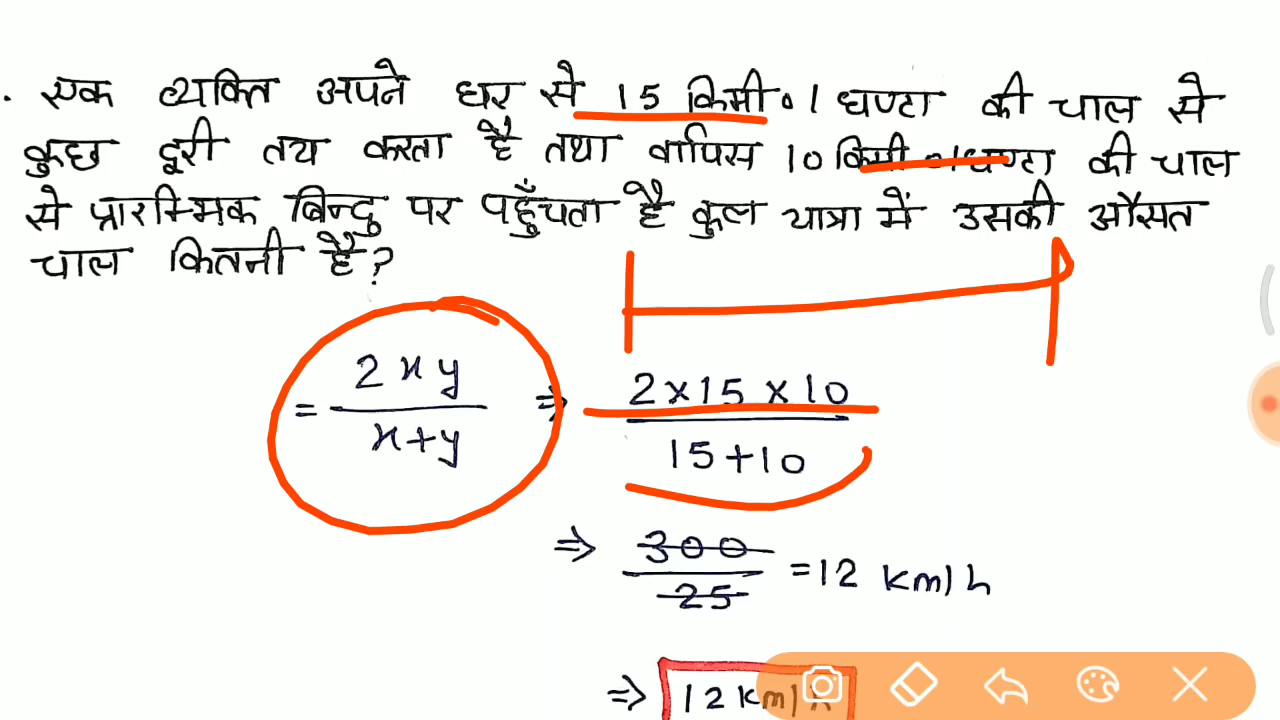 . एक व्यक्ति अपने घर से 15 किमी०/घण्टा की चाल से
कुछ दूरी तय करता है तथा वापिस 10 किमी०/घण्टा की चाल
से प्रारम्भिक बिन्दु पर पहुँचता है कुल यात्रा में उसकी औसत
चाल कितनी है?
= 2xy / x+y ⇒ 2×15×10 / 15+10
⇒ 300 / 25 = 12 km/h
⇒ 12 km/h